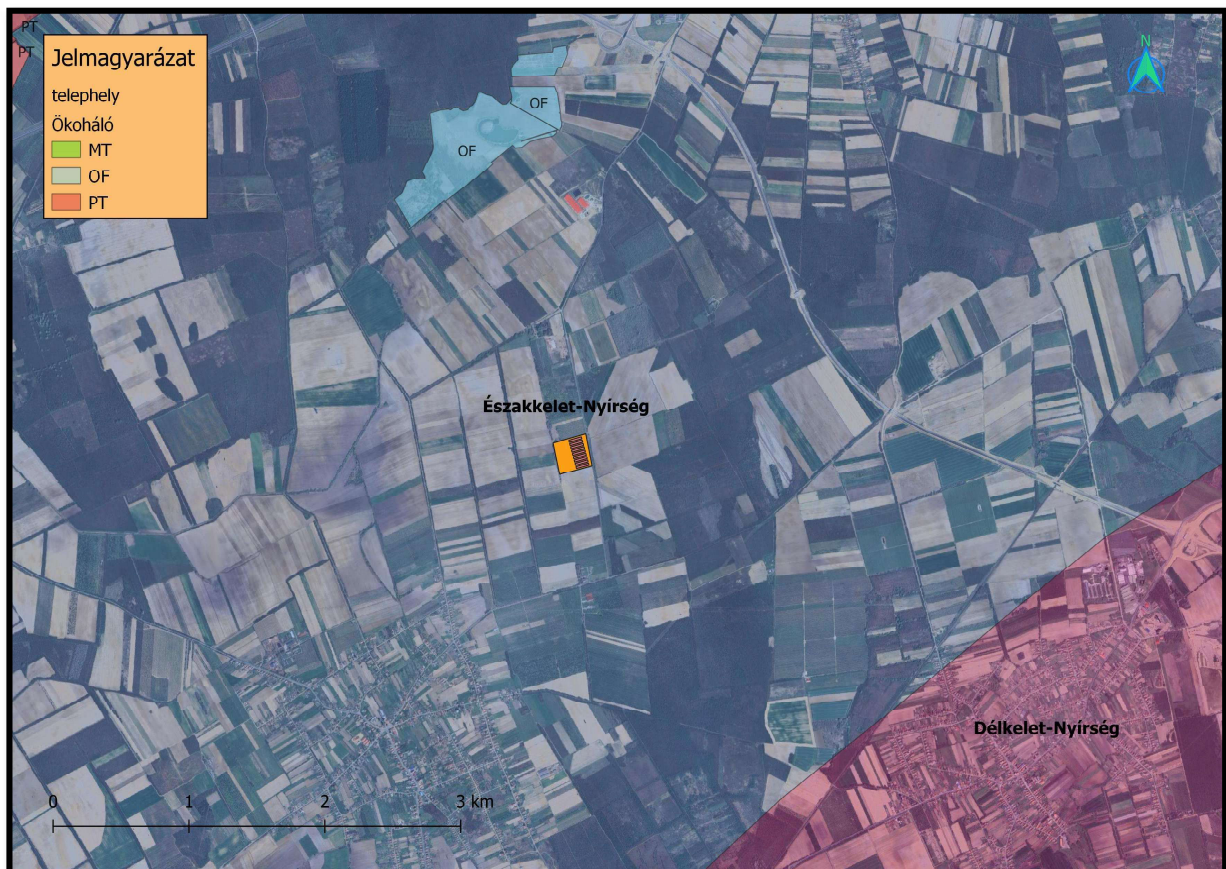 PT
PT
Jelmagyarázat
telephely
Ökoháló
MT
OF
PT
N
OF
OF
Északkelet-Nyírség
Délkelet-Nyírség
0 1 2 3 km